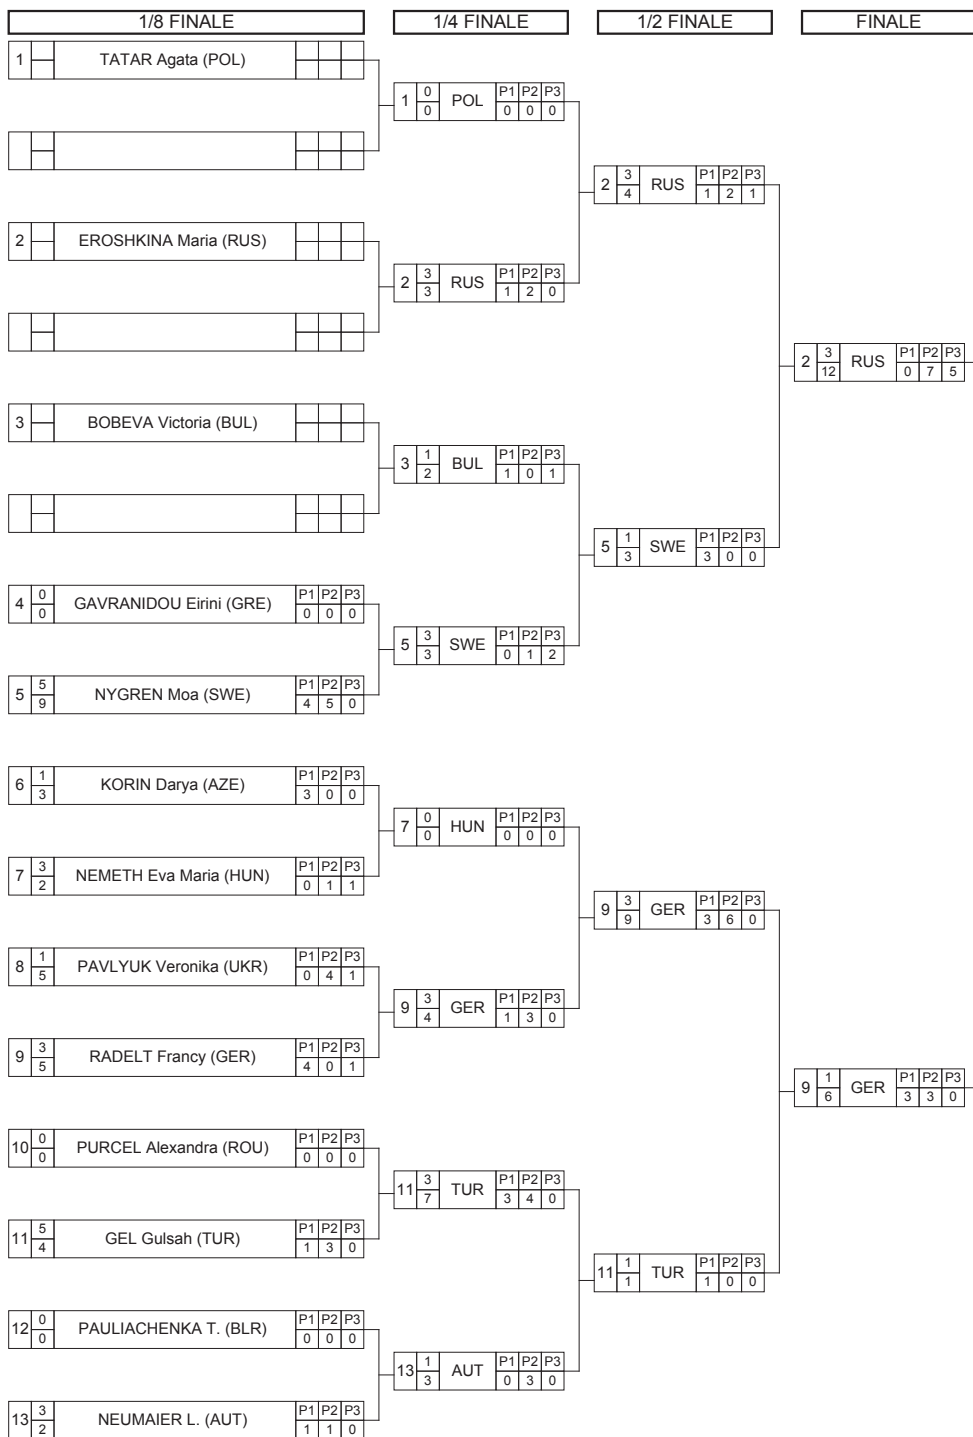 1/8 FINALE 1/4 FINALE 1/2 FINALE FINALE
1 TATAR Agata (POL)
1 0 0 POL P1 P2 P3 0 0 0
2 3 4 RUS P1 P2 P3 1 2 1
2 EROSHKINA Maria (RUS)
2 3 3 RUS P1 P2 P3 1 2 0
2 3 12 RUS P1 P2 P3 0 7 5
3 BOBEVA Victoria (BUL)
3 1 2 BUL P1 P2 P3 1 0 1
5 1 3 SWE P1 P2 P3 3 0 0
4 0 0 GAVRANIDOU Eirini (GRE) P1 P2 P3 0 0 0
5 3 3 SWE P1 P2 P3 0 1 2
5 5 9 NYGREN Moa (SWE) P1 P2 P3 4 5 0
6 1 3 KORIN Darya (AZE) P1 P2 P3 3 0 0
7 0 0 HUN P1 P2 P3 0 0 0
7 3 2 NEMETH Eva Maria (HUN) P1 P2 P3 0 1 1
9 3 9 GER P1 P2 P3 3 6 0
8 1 5 PAVLYUK Veronika (UKR) P1 P2 P3 0 4 1
9 3 4 GER P1 P2 P3 1 3 0
9 3 5 RADELT Francy (GER) P1 P2 P3 4 0 1
9 1 6 GER P1 P2 P3 3 3 0
10 0 0 PURCEL Alexandra (ROU) P1 P2 P3 0 0 0
11 3 7 TUR P1 P2 P3 3 4 0
11 5 4 GEL Gulsah (TUR) P1 P2 P3 1 3 0
11 1 1 TUR P1 P2 P3 1 0 0
12 0 0 PAULIACHENKA T. (BLR) P1 P2 P3 0 0 0
13 1 3 AUT P1 P2 P3 0 3 0
13 3 2 NEUMAIER L. (AUT) P1 P2 P3 1 1 0